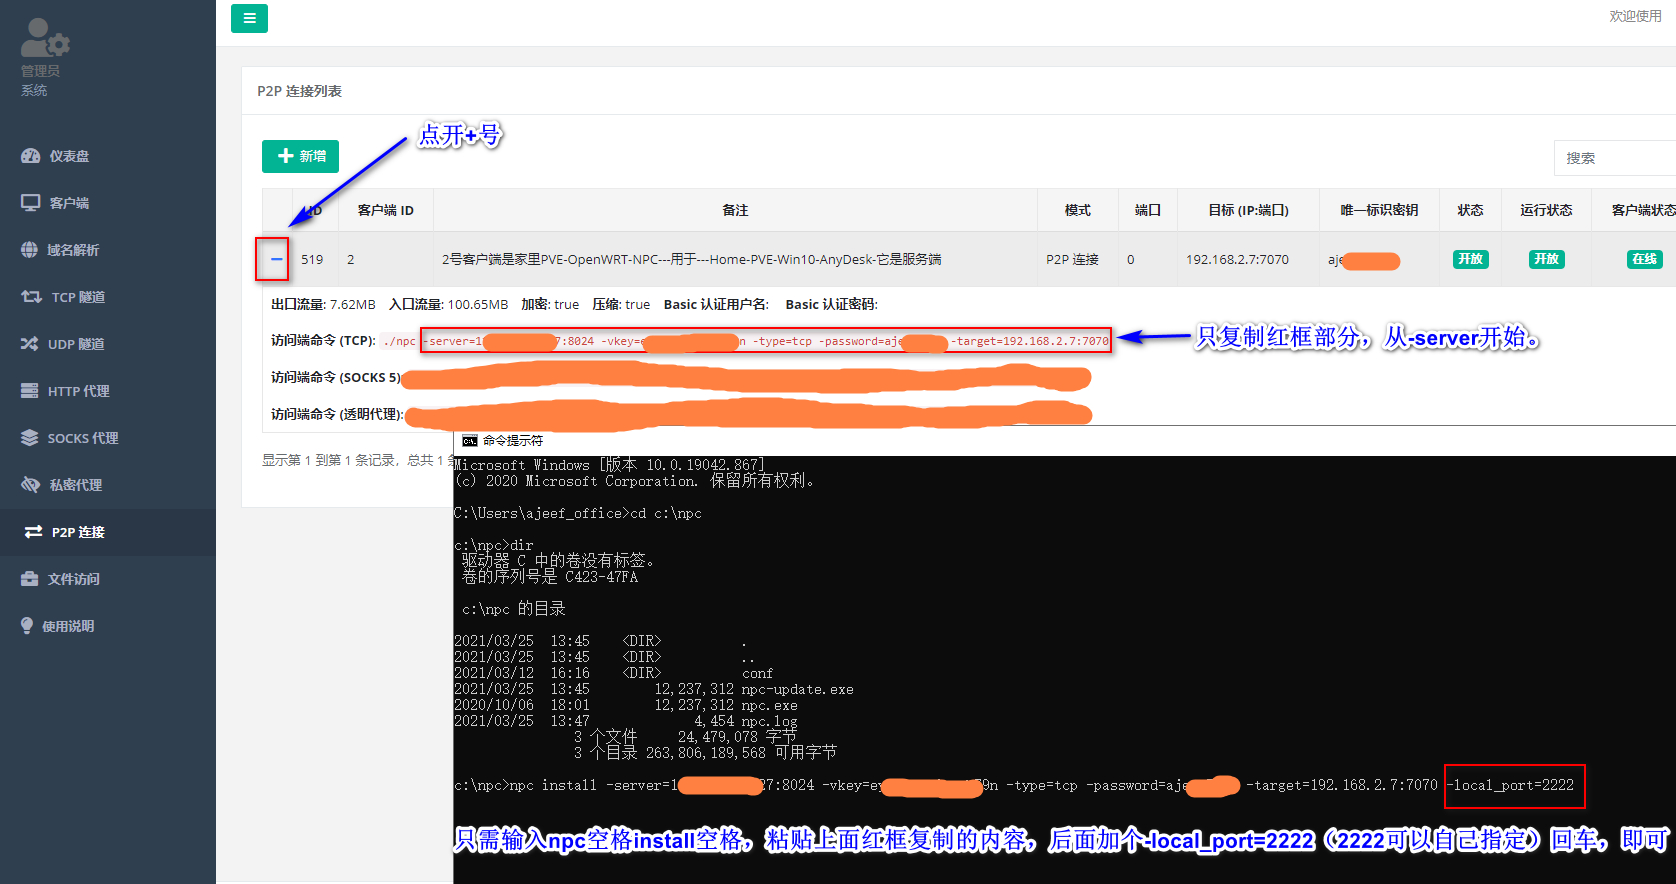 欢迎使用
管理员
系统
仪表盘
客户端
域名解析
TCP 隧道
UDP 隧道
HTTP 代理
SOCKS 代理
私密代理
P2P 连接
文件访问
使用说明
P2P 连接列表
点开+号
新增
搜索
ID 客户端 ID 备注 模式 端口 目标 (IP:端口) 唯一标识密钥 状态 运行状态 客户端状态
519 2 2号客户端是家里PVE-OpenWRT-NPC---用于---Home-PVE-Win10-AnyDesk-它是服务端 P2P 连接 0 192.168.2.7:7070 aje 开放 开放 在线
出口流量: 7.62MB 入口流量: 100.65MB 加密: true 压缩: true Basic 认证用户名: Basic 认证密码:
访问端命令 (TCP): ./npc -server=1 7:8024 -vkey=e n -type=tcp -password=aje -target=192.168.2.7:7070
只复制红框部分，从-server开始。
访问端命令 (SOCKS 5)
访问端命令 (透明代理):
显示第 1 到第 1 条记录，总共 1
命令提示符
Microsoft Windows [版本 10.0.19042.867]
(c) 2020 Microsoft Corporation. 保留所有权利。
C:\Users\ajeef_office>cd c:\npc
c:\npc>dir
驱动器 C 中的卷没有标签。
卷的序列号是 C423-47FA
c:\npc 的目录
2021/03/25 13:45 <DIR> .
2021/03/25 13:45 <DIR> ..
2021/03/12 16:16 <DIR> conf
2021/03/25 13:45 12,237,312 npc-update.exe
2020/10/06 18:01 12,237,312 npc.exe
2021/03/25 13:47 4,454 npc.log
3 个文件 24,479,078 字节
3 个目录 263,806,189,568 可用字节
c:\npc>npc install -server=1 27:8024 -vkey=ey 9n -type=tcp -password=aje -target=192.168.2.7:7070 -local_port=2222
只需输入npc空格install空格，粘贴上面红框复制的内容，后面加个-local_port=2222（2222可以自己指定）回车，即可